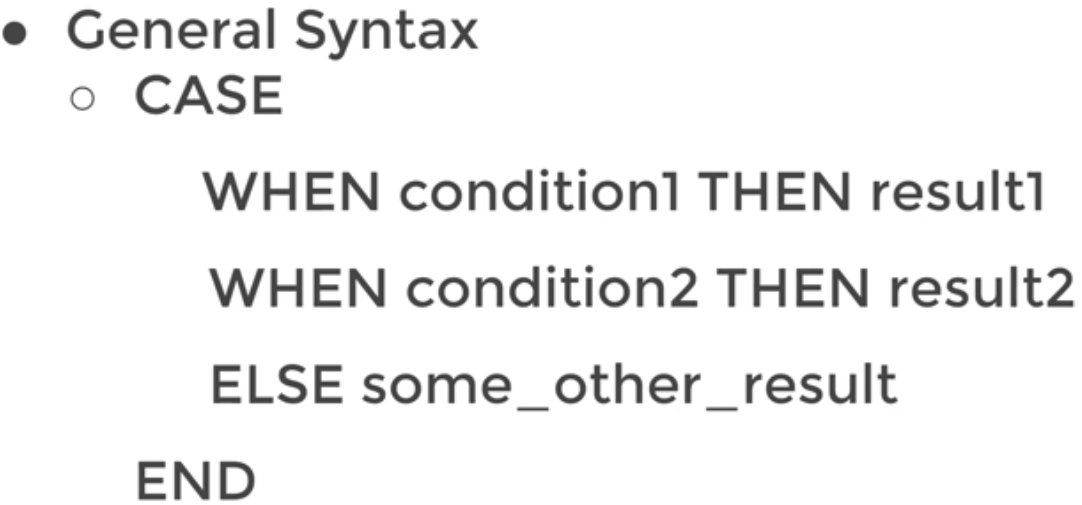 ● General Syntax
○ CASE
WHEN condition1 THEN result1
WHEN condition2 THEN result2
ELSE some_other_result
END